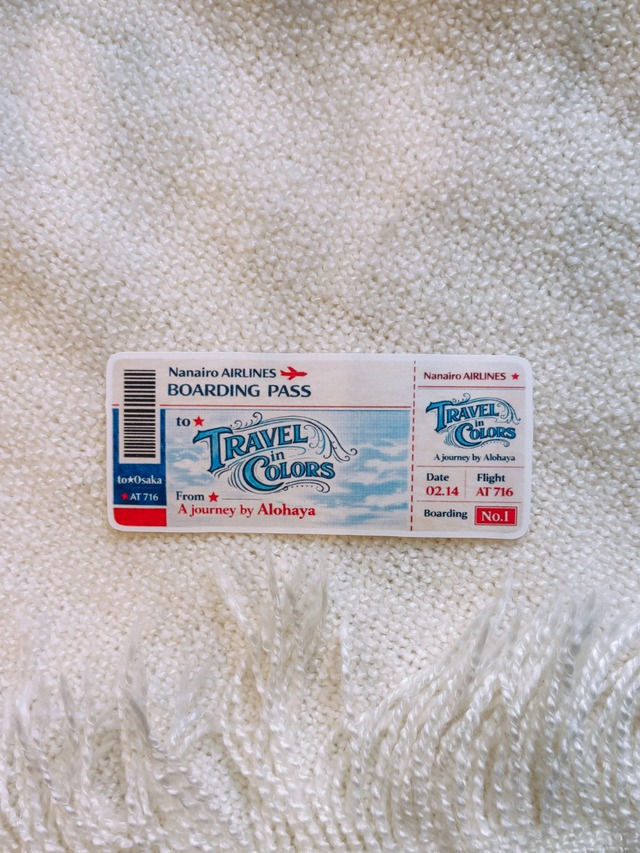 Nanairo AIRLINES
BOARDING PASS
to★
TRAVEL
in
COLORS
From★
A journey by Alohaya
to★Osaka
★AT 716
Nanairo AIRLINES ★
TRAVEL
in
COLORS
A journey by Alohaya
Date
02.14
Flight
AT 716
Boarding No.1